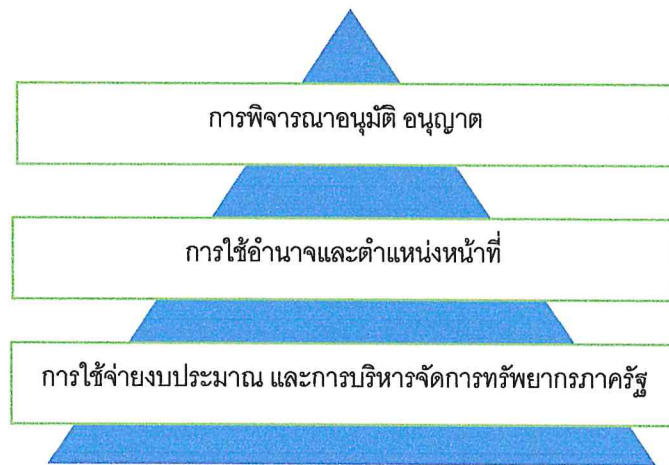 การพิจารณาอนุมัติ อนุญาต
การใช้อำนาจและตำแหน่งหน้าที่
การใช้จ่ายงบประมาณ และการบริหารจัดการทรัพยากรภาครัฐ